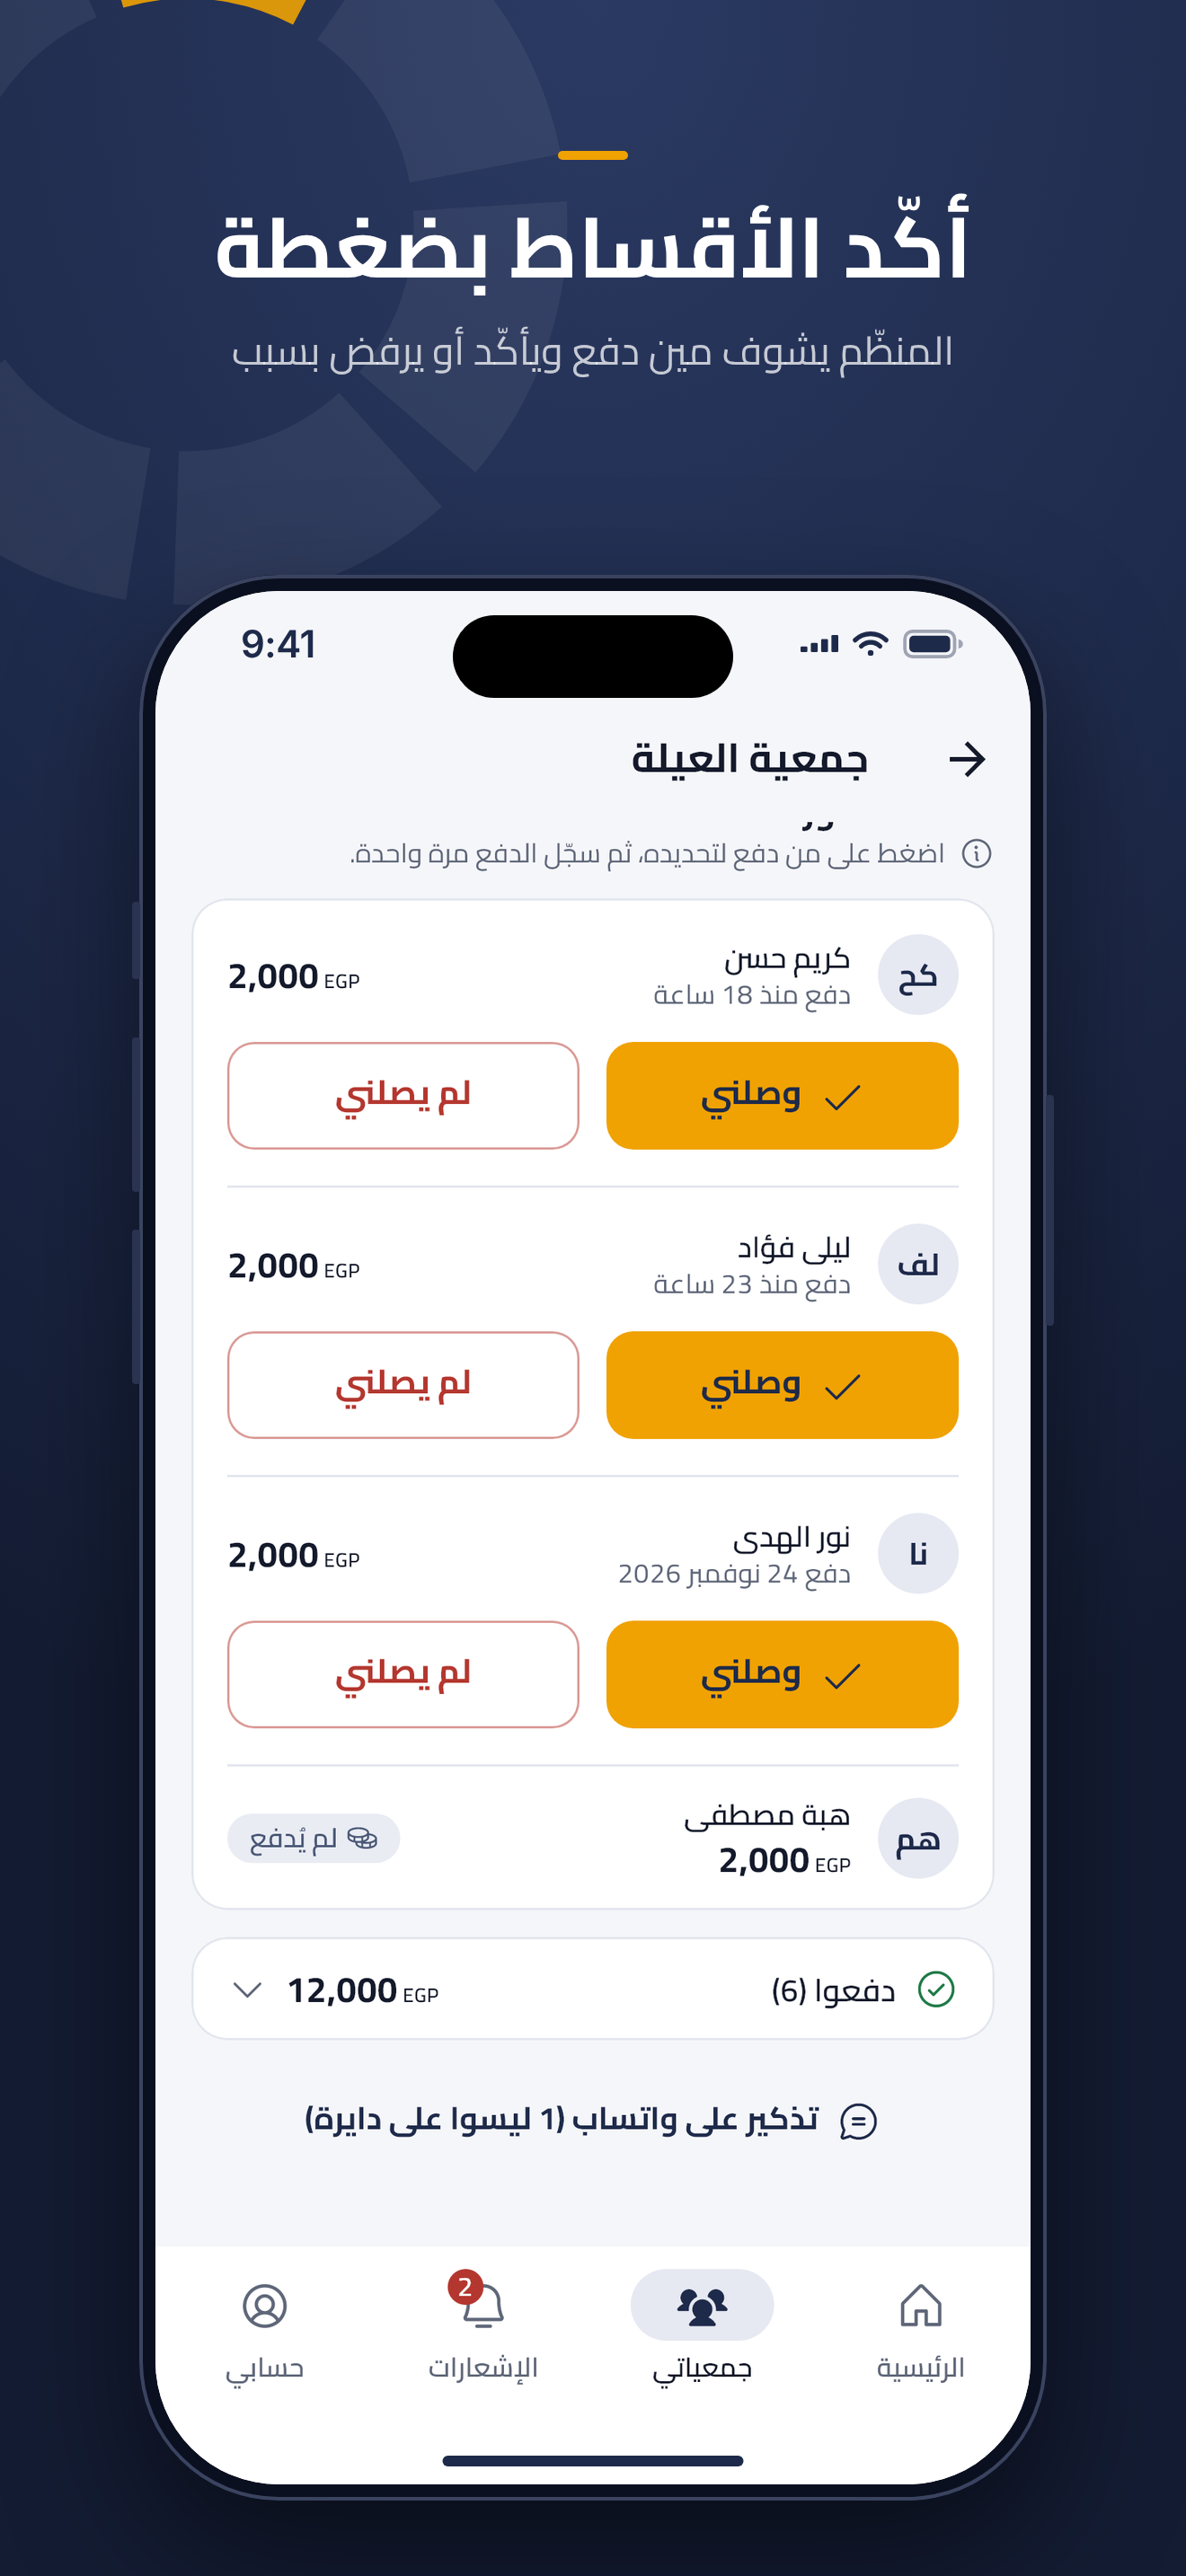 أكّد الأقساط بضغطة
المنظّم يشوف مين دفع ويأكّد أو يرفض بسبب
9:41
جمعية العيلة
اضغط على من دفع لتحديده، ثم سجّل الدفع مرة واحدة.
كح
كريم حسن
دفع منذ 18 ساعة
2,000 EGP
وصلني
لم يصلني
لف
ليلى فؤاد
دفع منذ 23 ساعة
2,000 EGP
وصلني
لم يصلني
نا
نور الهدى
دفع 24 نوفمبر 2026
2,000 EGP
وصلني
لم يصلني
هم
هبة مصطفى
2,000 EGP
لم يُدفع
دفعوا (6)
12,000 EGP
تذكير على واتساب (1 ليسوا على دايرة)
الرئيسية
جمعياتي
2
الإشعارات
حسابي